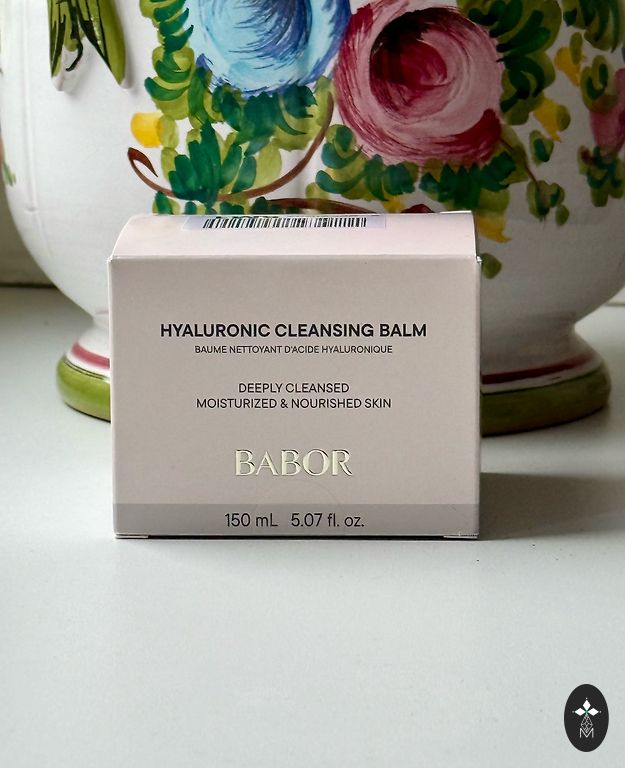 HYALURONIC CLEANSING BALM
BAUME NETTOYANT D'ACIDE HYALURONIQUE
DEEPLY CLEANSED
MOISTURIZED & NOURISHED SKIN
BABOR
150 mL 5.07 fl. oz.
M